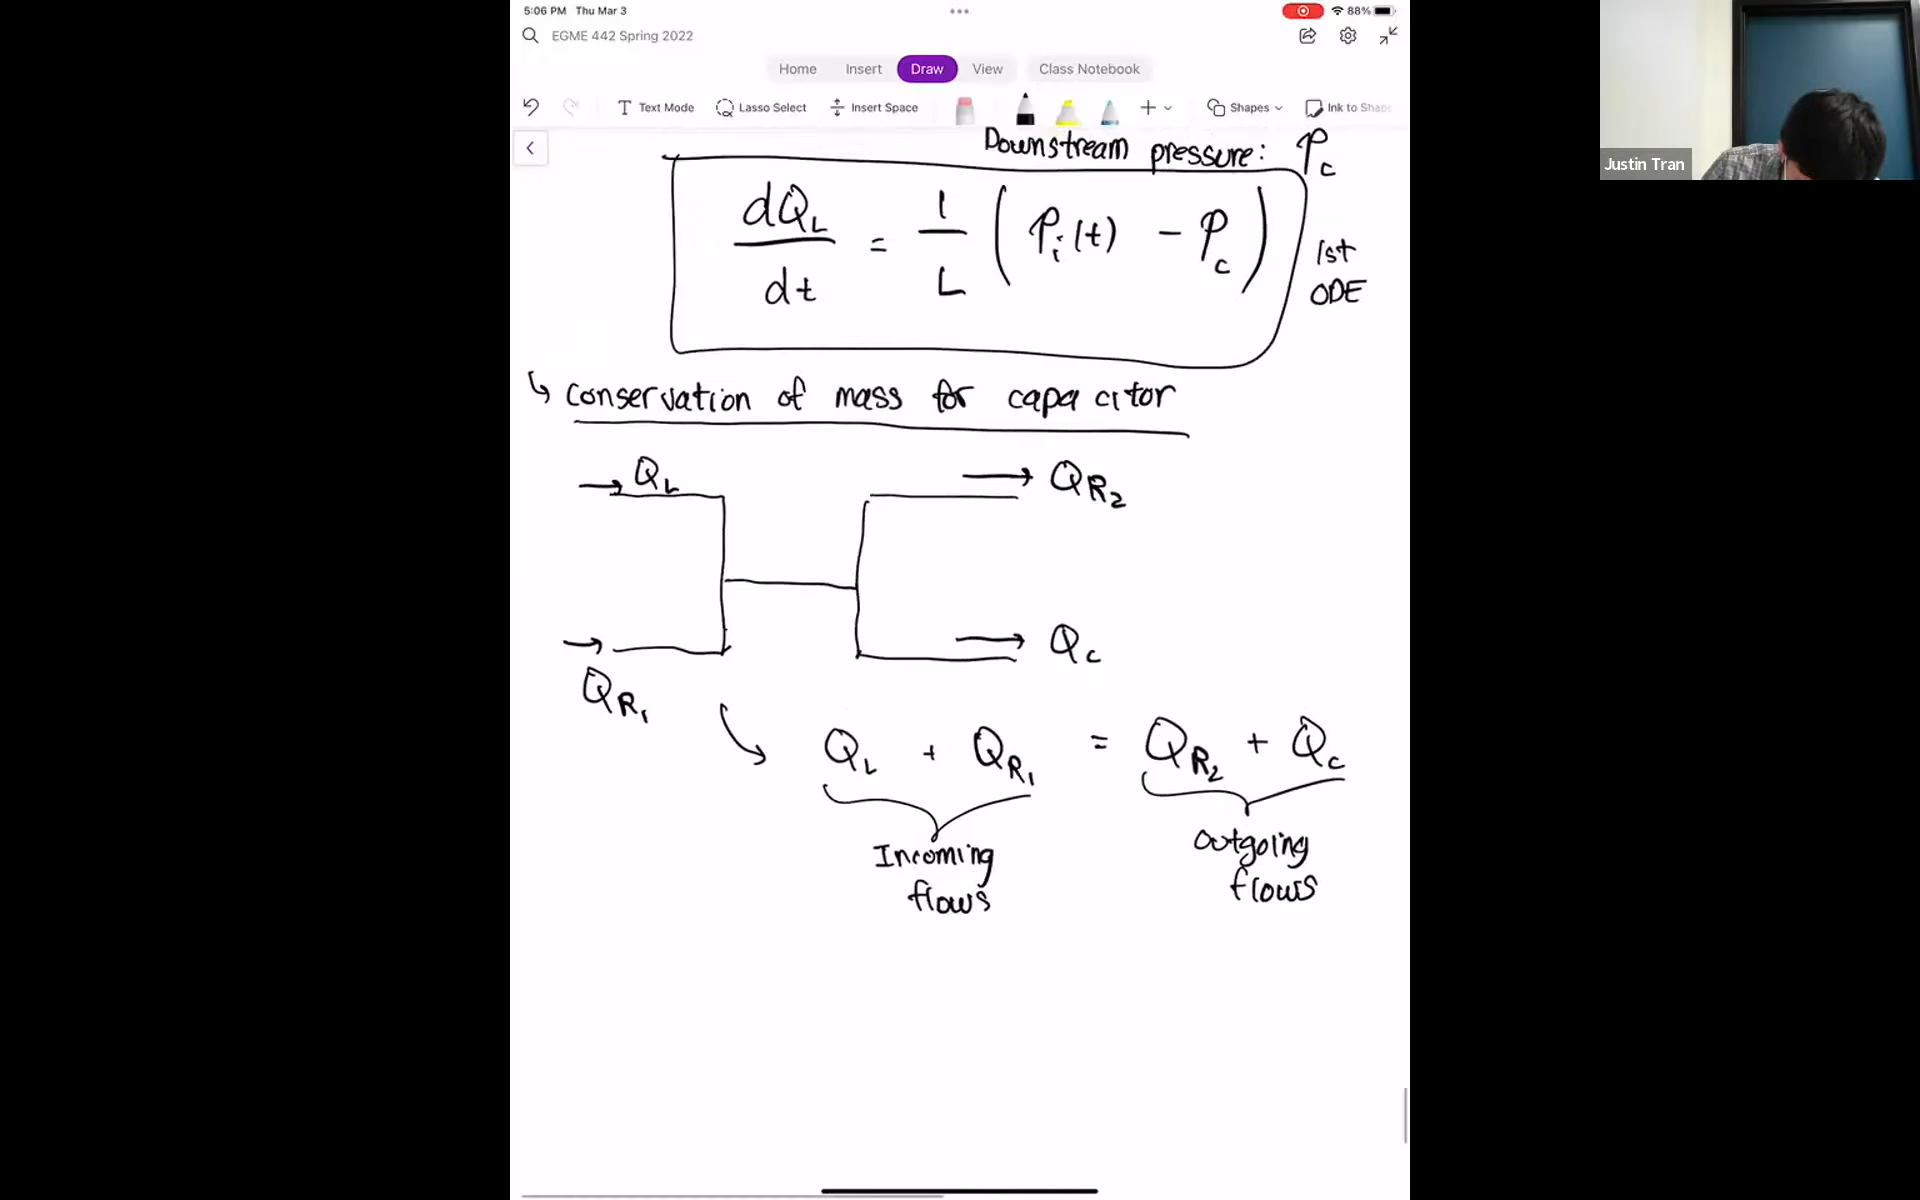 5:06 PM Thu Mar 3
88%
EGME 442 Spring 2022
Home Insert Draw View Class Notebook
Text Mode Lasso Select Insert Space Shapes Ink to Shape
Justin Tran
Downstream pressure: P_c
dQ_L/dt = 1/L (P_i(t) - P_c)
1st
ODE
↳ conservation of mass for capacitor
→ Q_L
→ Q_R2
→ Q_R1
→ Q_c
Q_L + Q_R1 = Q_R2 + Q_c
Incoming
flows
Outgoing
flows